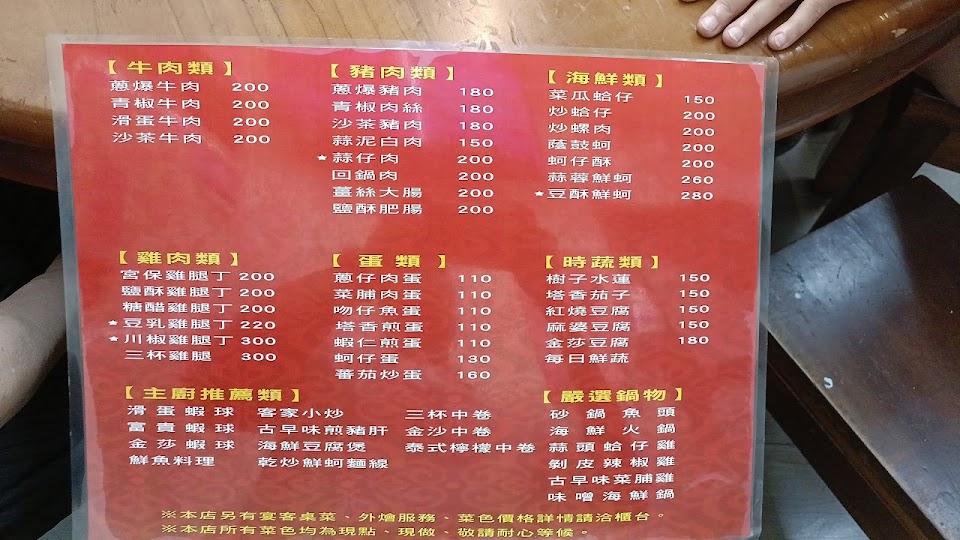 【牛肉類】
蔥爆牛肉 200
青椒牛肉 200
滑蛋牛肉 200
沙茶牛肉 200
【豬肉類】
蔥爆豬肉 180
青椒肉絲 180
沙茶豬肉 180
蒜泥白肉 150
★蒜仔肉 200
回鍋肉 200
薑絲大腸 200
鹽酥肥腸 200
【海鮮類】
菜瓜蛤仔 150
炒蛤仔 200
炒螺肉 200
蔭鼓蚵 200
蚵仔酥 200
蒜蓉鮮蚵 260
★豆酥鮮蚵 280
【雞肉類】
宮保雞腿丁 200
鹽酥雞腿丁 200
糖醋雞腿丁 200
★豆乳雞腿丁 220
★川椒雞腿丁 300
三杯雞腿 300
【蛋類】
蔥仔肉蛋 110
菜脯肉蛋 110
吻仔魚蛋 110
塔香煎蛋 110
蝦仁煎蛋 110
蚵仔蛋 130
蕃茄炒蛋 160
【時蔬類】
樹子水蓮 150
塔香茄子 150
紅燒豆腐 150
麻婆豆腐 150
金莎豆腐 180
每日鮮蔬
【主廚推薦類】
滑蛋蝦球 客家小炒 三杯中卷
富貴蝦球 古早味煎豬肝 金沙中卷
金莎蝦球 海鮮豆腐煲 泰式檸檬中卷
鮮魚料理 乾炒鮮蚵麵線
【嚴選鍋物】
砂鍋魚頭
海鮮火鍋
蒜頭蛤仔雞
剝皮辣椒雞
古早味菜脯雞
味噌海鮮鍋
※本店另有宴客桌菜、外燴服務、菜色價格詳情請洽櫃台。
※本店所有菜色均為現點、現做、敬請耐心等候。